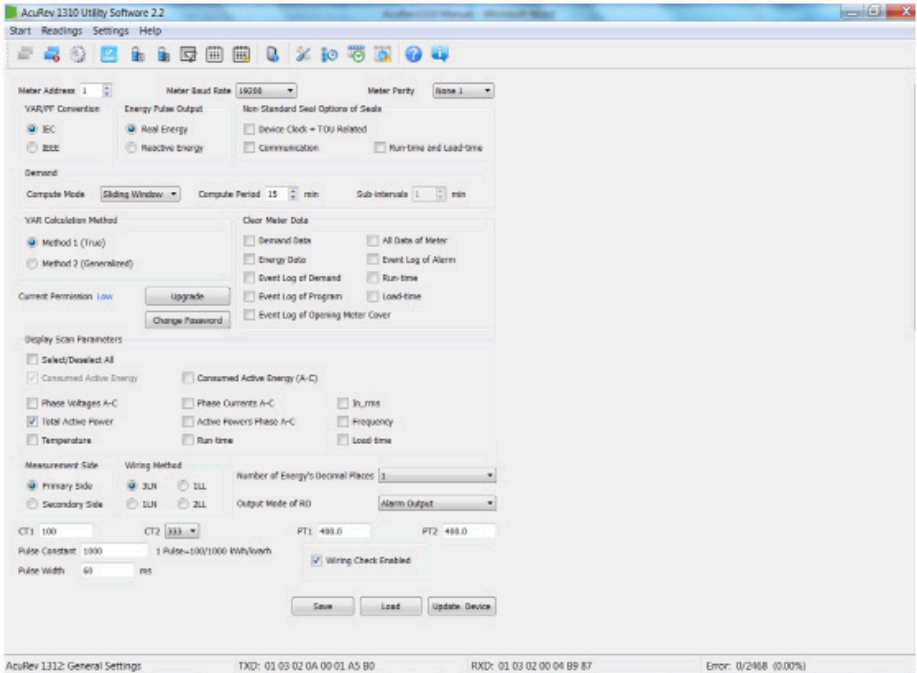 AcuRev 1310 Utility Software 2.2
Start Readings Settings Help
Meter Address 1 Meter Baud Rate 19200 Meter Parity None 1
VAR/PF Convention Energy Pulse Output Non-Standard Seal Options of Seals
IEC Real Energy Device Clock + TOU Related
IEEE Reactive Energy Communication Run-time and Load-time
Demand
Compute Mode Sliding Window Compute Period 15 min Sub-intervals 1 min
VAR Calculation Method Clear Meter Data
Method 1 (True) Demand Data All Data of Meter
Method 2 (Generalized) Energy Data Event Log of Alarm
Event Log of Demand Run-time
Current Permission Low Upgrade Event Log of Program Load-time
Change Password Event Log of Opening Meter Cover
Display Scan Parameters
Select/Deselect All
Consumed Active Energy Consumed Active Energy (A-C)
Phase Voltages A-C Phase Currents A-C In_rms
Total Active Power Active Powers Phase A-C Frequency
Temperature Run-time Load-time
Measurement Side Wiring Method Number of Energy's Decimal Places 1
Primary Side 3LN 1LL
Secondary Side 1LN 2LL Output Mode of RO Alarm Output
CT1 100 CT2 333 PT1 400.0 PT2 400.0
Pulse Constant 1000 1 Pulse=100/1000 kWh/kvarh
Wiring Check Enabled
Pulse Width 60 ms
Save Load Update Device
AcuRev 1312: General Settings TXD: 01 03 02 0A 00 01 A5 B0 RXD: 01 03 02 00 04 B9 87 Error: 0/2468 (0.00%)